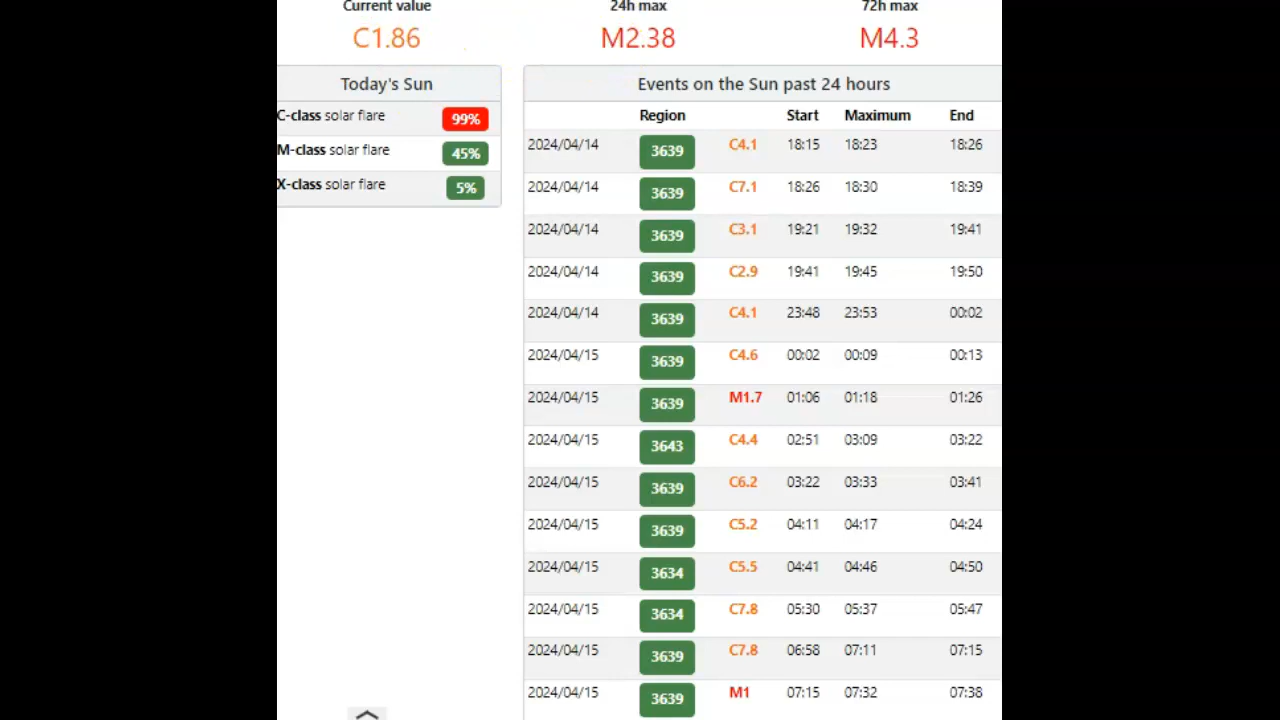 Current value 24h max 72h max
C1.86 M2.38 M4.3
Today's Sun
C-class solar flare 99%
M-class solar flare 45%
X-class solar flare 5%
Events on the Sun past 24 hours
Region Start Maximum End
2024/04/14 3639 C4.1 18:15 18:23 18:26
2024/04/14 3639 C7.1 18:26 18:30 18:39
2024/04/14 3639 C3.1 19:21 19:32 19:41
2024/04/14 3639 C2.9 19:41 19:45 19:50
2024/04/14 3639 C4.1 23:48 23:53 00:02
2024/04/15 3639 C4.6 00:02 00:09 00:13
2024/04/15 3639 M1.7 01:06 01:18 01:26
2024/04/15 3643 C4.4 02:51 03:09 03:22
2024/04/15 3639 C6.2 03:22 03:33 03:41
2024/04/15 3639 C5.2 04:11 04:17 04:24
2024/04/15 3634 C5.5 04:41 04:46 04:50
2024/04/15 3634 C7.8 05:30 05:37 05:47
2024/04/15 3639 C7.8 06:58 07:11 07:15
2024/04/15 3639 M1 07:15 07:32 07:38